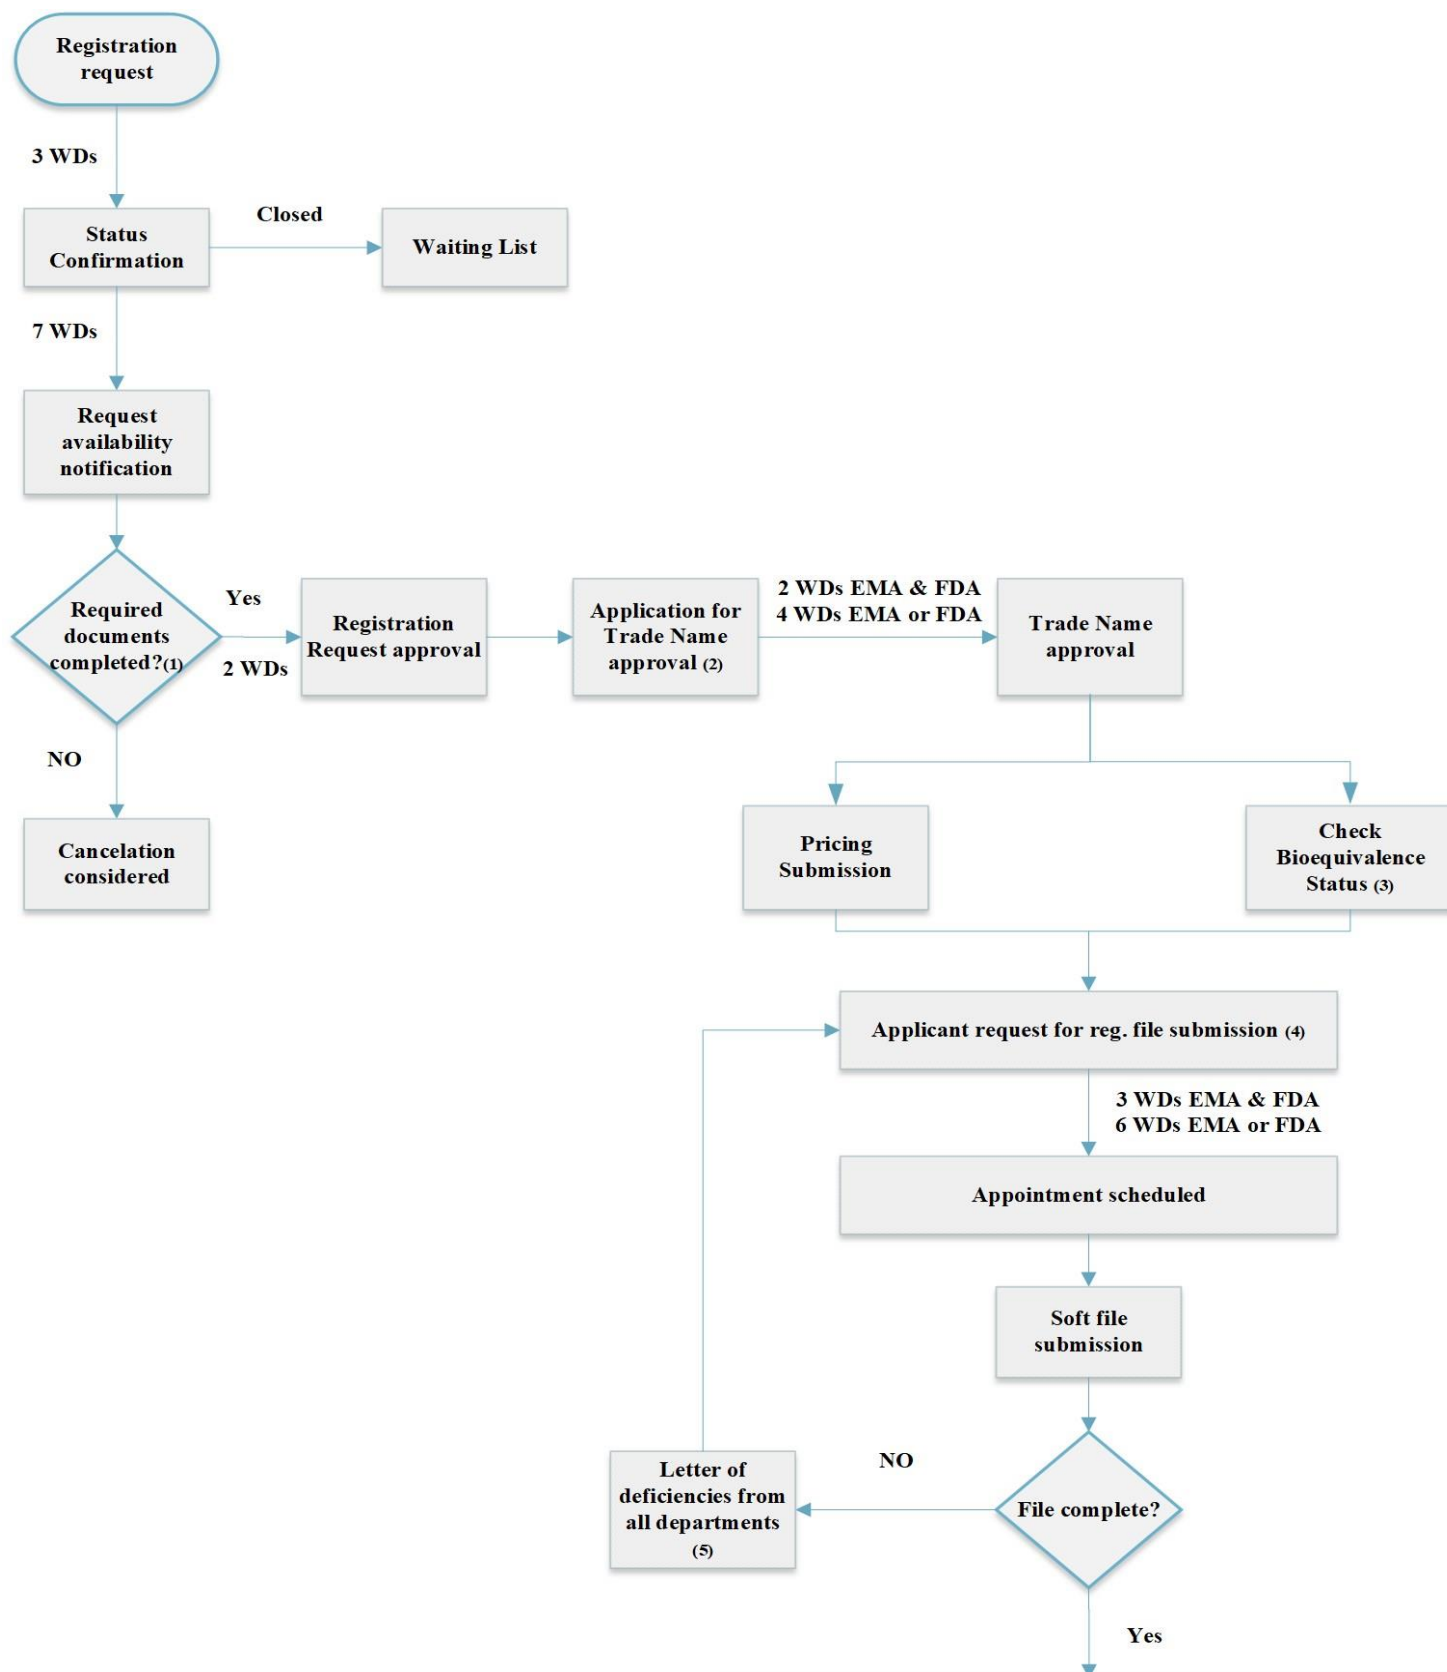 Registration
request
3 WDs
Status
Confirmation
Closed
Waiting List
7 WDs
Request
availability
notification
Required
documents
completed?(1)
Yes
2 WDs
Registration
Request approval
Application for
Trade Name
approval (2)
2 WDs EMA & FDA
4 WDs EMA or FDA
Trade Name
approval
NO
Cancelation
considered
Pricing
Submission
Check
Bioequivalence
Status (3)
Applicant request for reg. file submission (4)
3 WDs EMA & FDA
6 WDs EMA or FDA
Appointment scheduled
Soft file
submission
Letter of
deficiencies from
all departments
(5)
NO
File complete?
Yes